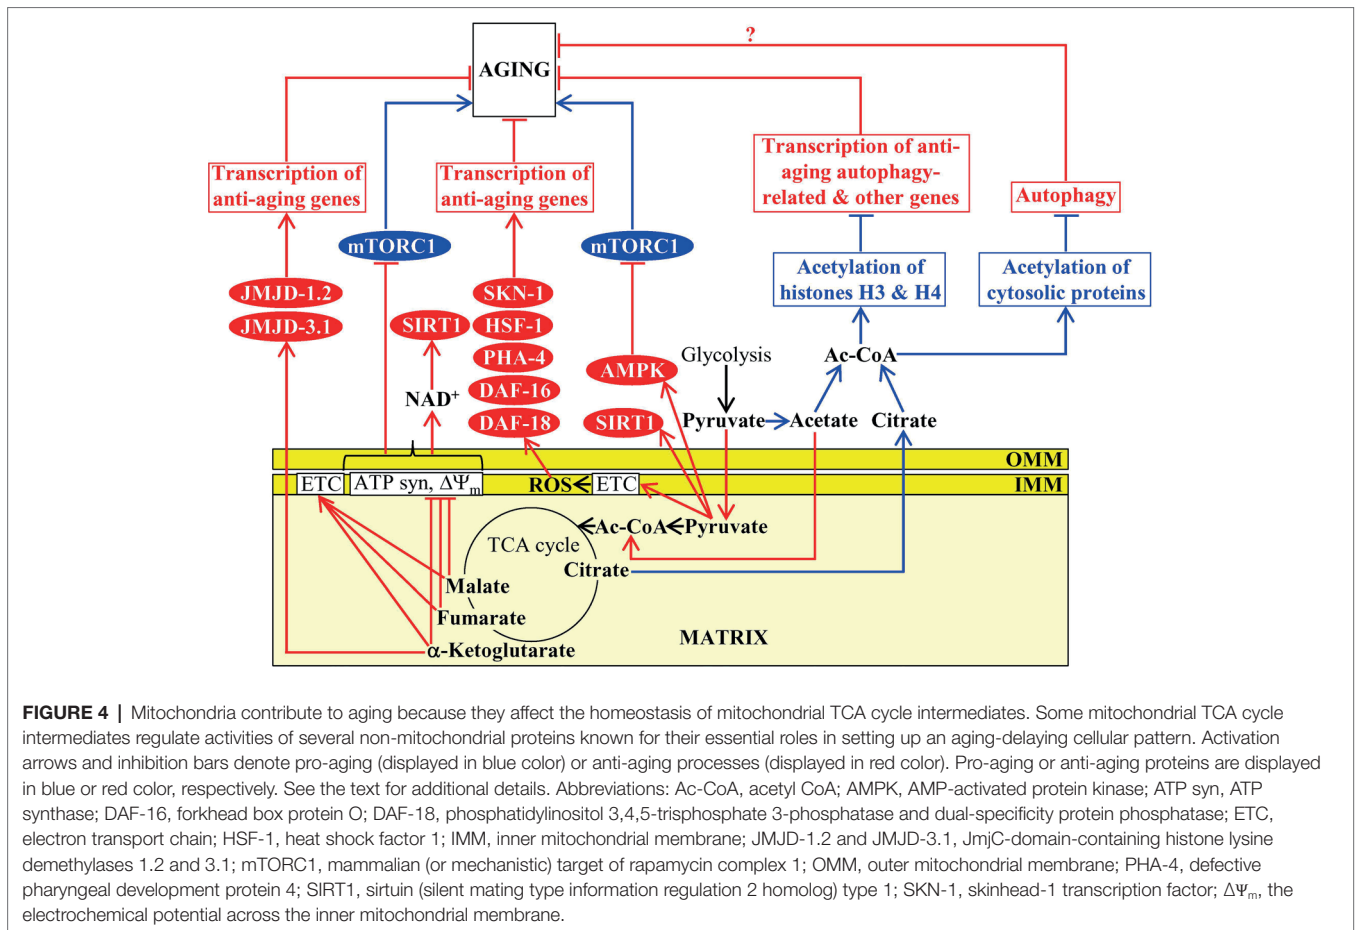 ?
AGING
Transcription of
anti-aging genes
Transcription of
anti-aging genes
Transcription of anti-
aging autophagy-
related & other genes
Autophagy
mTORC1
mTORC1
Acetylation of
histones H3 & H4
Acetylation of
cytosolic proteins
JMJD-1.2
JMJD-3.1
SIRT1
NAD⁺
SKN-1
HSF-1
PHA-4
DAF-16
DAF-18
AMPK
SIRT1
Glycolysis
Pyruvate
Acetate
Ac-CoA
Citrate
OMM
ETC
ATP syn, ΔΨm
ROS
ETC
IMM
Ac-CoA
Pyruvate
TCA cycle
Citrate
Malate
Fumarate
α-Ketoglutarate
MATRIX
FIGURE 4 | Mitochondria contribute to aging because they affect the homeostasis of mitochondrial TCA cycle intermediates. Some mitochondrial TCA cycle
intermediates regulate activities of several non-mitochondrial proteins known for their essential roles in setting up an aging-delaying cellular pattern. Activation
arrows and inhibition bars denote pro-aging (displayed in blue color) or anti-aging processes (displayed in red color). Pro-aging or anti-aging proteins are displayed
in blue or red color, respectively. See the text for additional details. Abbreviations: Ac-CoA, acetyl CoA; AMPK, AMP-activated protein kinase; ATP syn, ATP
synthase; DAF-16, forkhead box protein O; DAF-18, phosphatidylinositol 3,4,5-trisphosphate 3-phosphatase and dual-specificity protein phosphatase; ETC,
electron transport chain; HSF-1, heat shock factor 1; IMM, inner mitochondrial membrane; JMJD-1.2 and JMJD-3.1, JmjC-domain-containing histone lysine
demethylases 1.2 and 3.1; mTORC1, mammalian (or mechanistic) target of rapamycin complex 1; OMM, outer mitochondrial membrane; PHA-4, defective
pharyngeal development protein 4; SIRT1, sirtuin (silent mating type information regulation 2 homolog) type 1; SKN-1, skinhead-1 transcription factor; ΔΨm, the
electrochemical potential across the inner mitochondrial membrane.